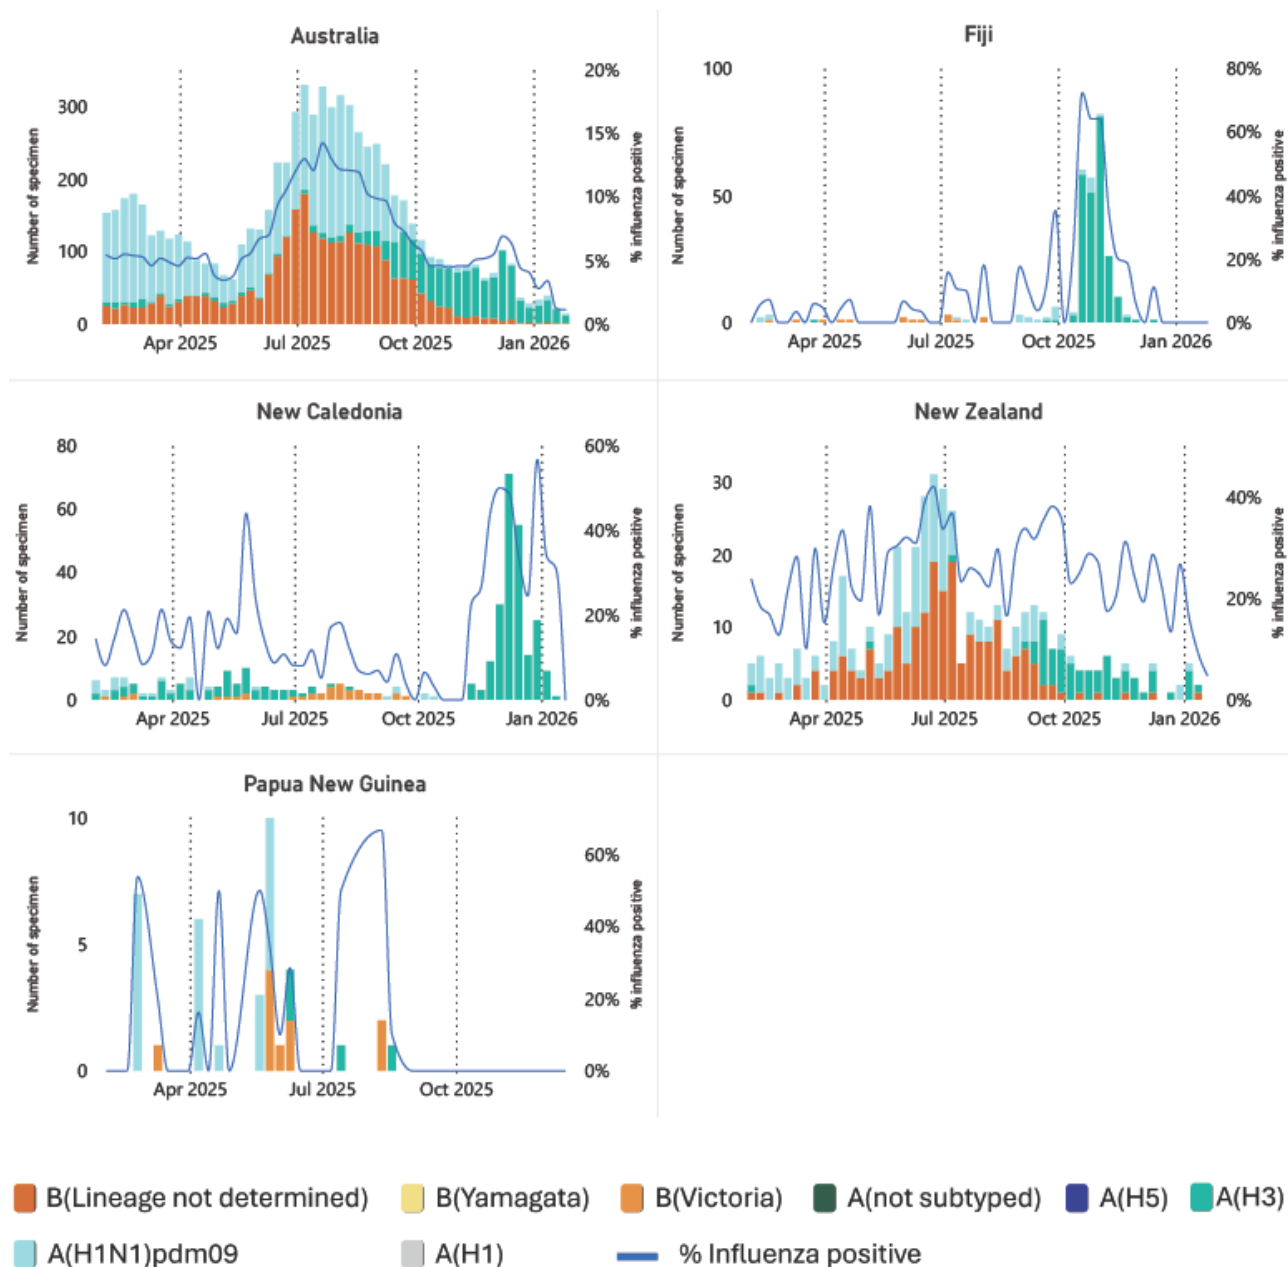 Australia
Number of specimen
300
200
100
0
20%
15%
10%
5%
0%
% influenza positive
Apr 2025
Jul 2025
Oct 2025
Jan 2026
Fiji
Number of specimen
100
50
0
80%
60%
40%
20%
0%
% influenza positive
Apr 2025
Jul 2025
Oct 2025
Jan 2026
New Caledonia
Number of specimen
80
60
40
20
0
60%
40%
20%
0%
% influenza positive
Apr 2025
Jul 2025
Oct 2025
Jan 2026
New Zealand
Number of specimen
30
20
10
0
40%
20%
0%
% influenza positive
Apr 2025
Jul 2025
Oct 2025
Jan 2026
Papua New Guinea
Number of specimen
10
5
0
60%
40%
20%
0%
% influenza positive
Apr 2025
Jul 2025
Oct 2025
B(Lineage not determined) B(Yamagata) B(Victoria) A(not subtyped) A(H5) A(H3)
A(H1N1)pdm09 A(H1) % Influenza positive